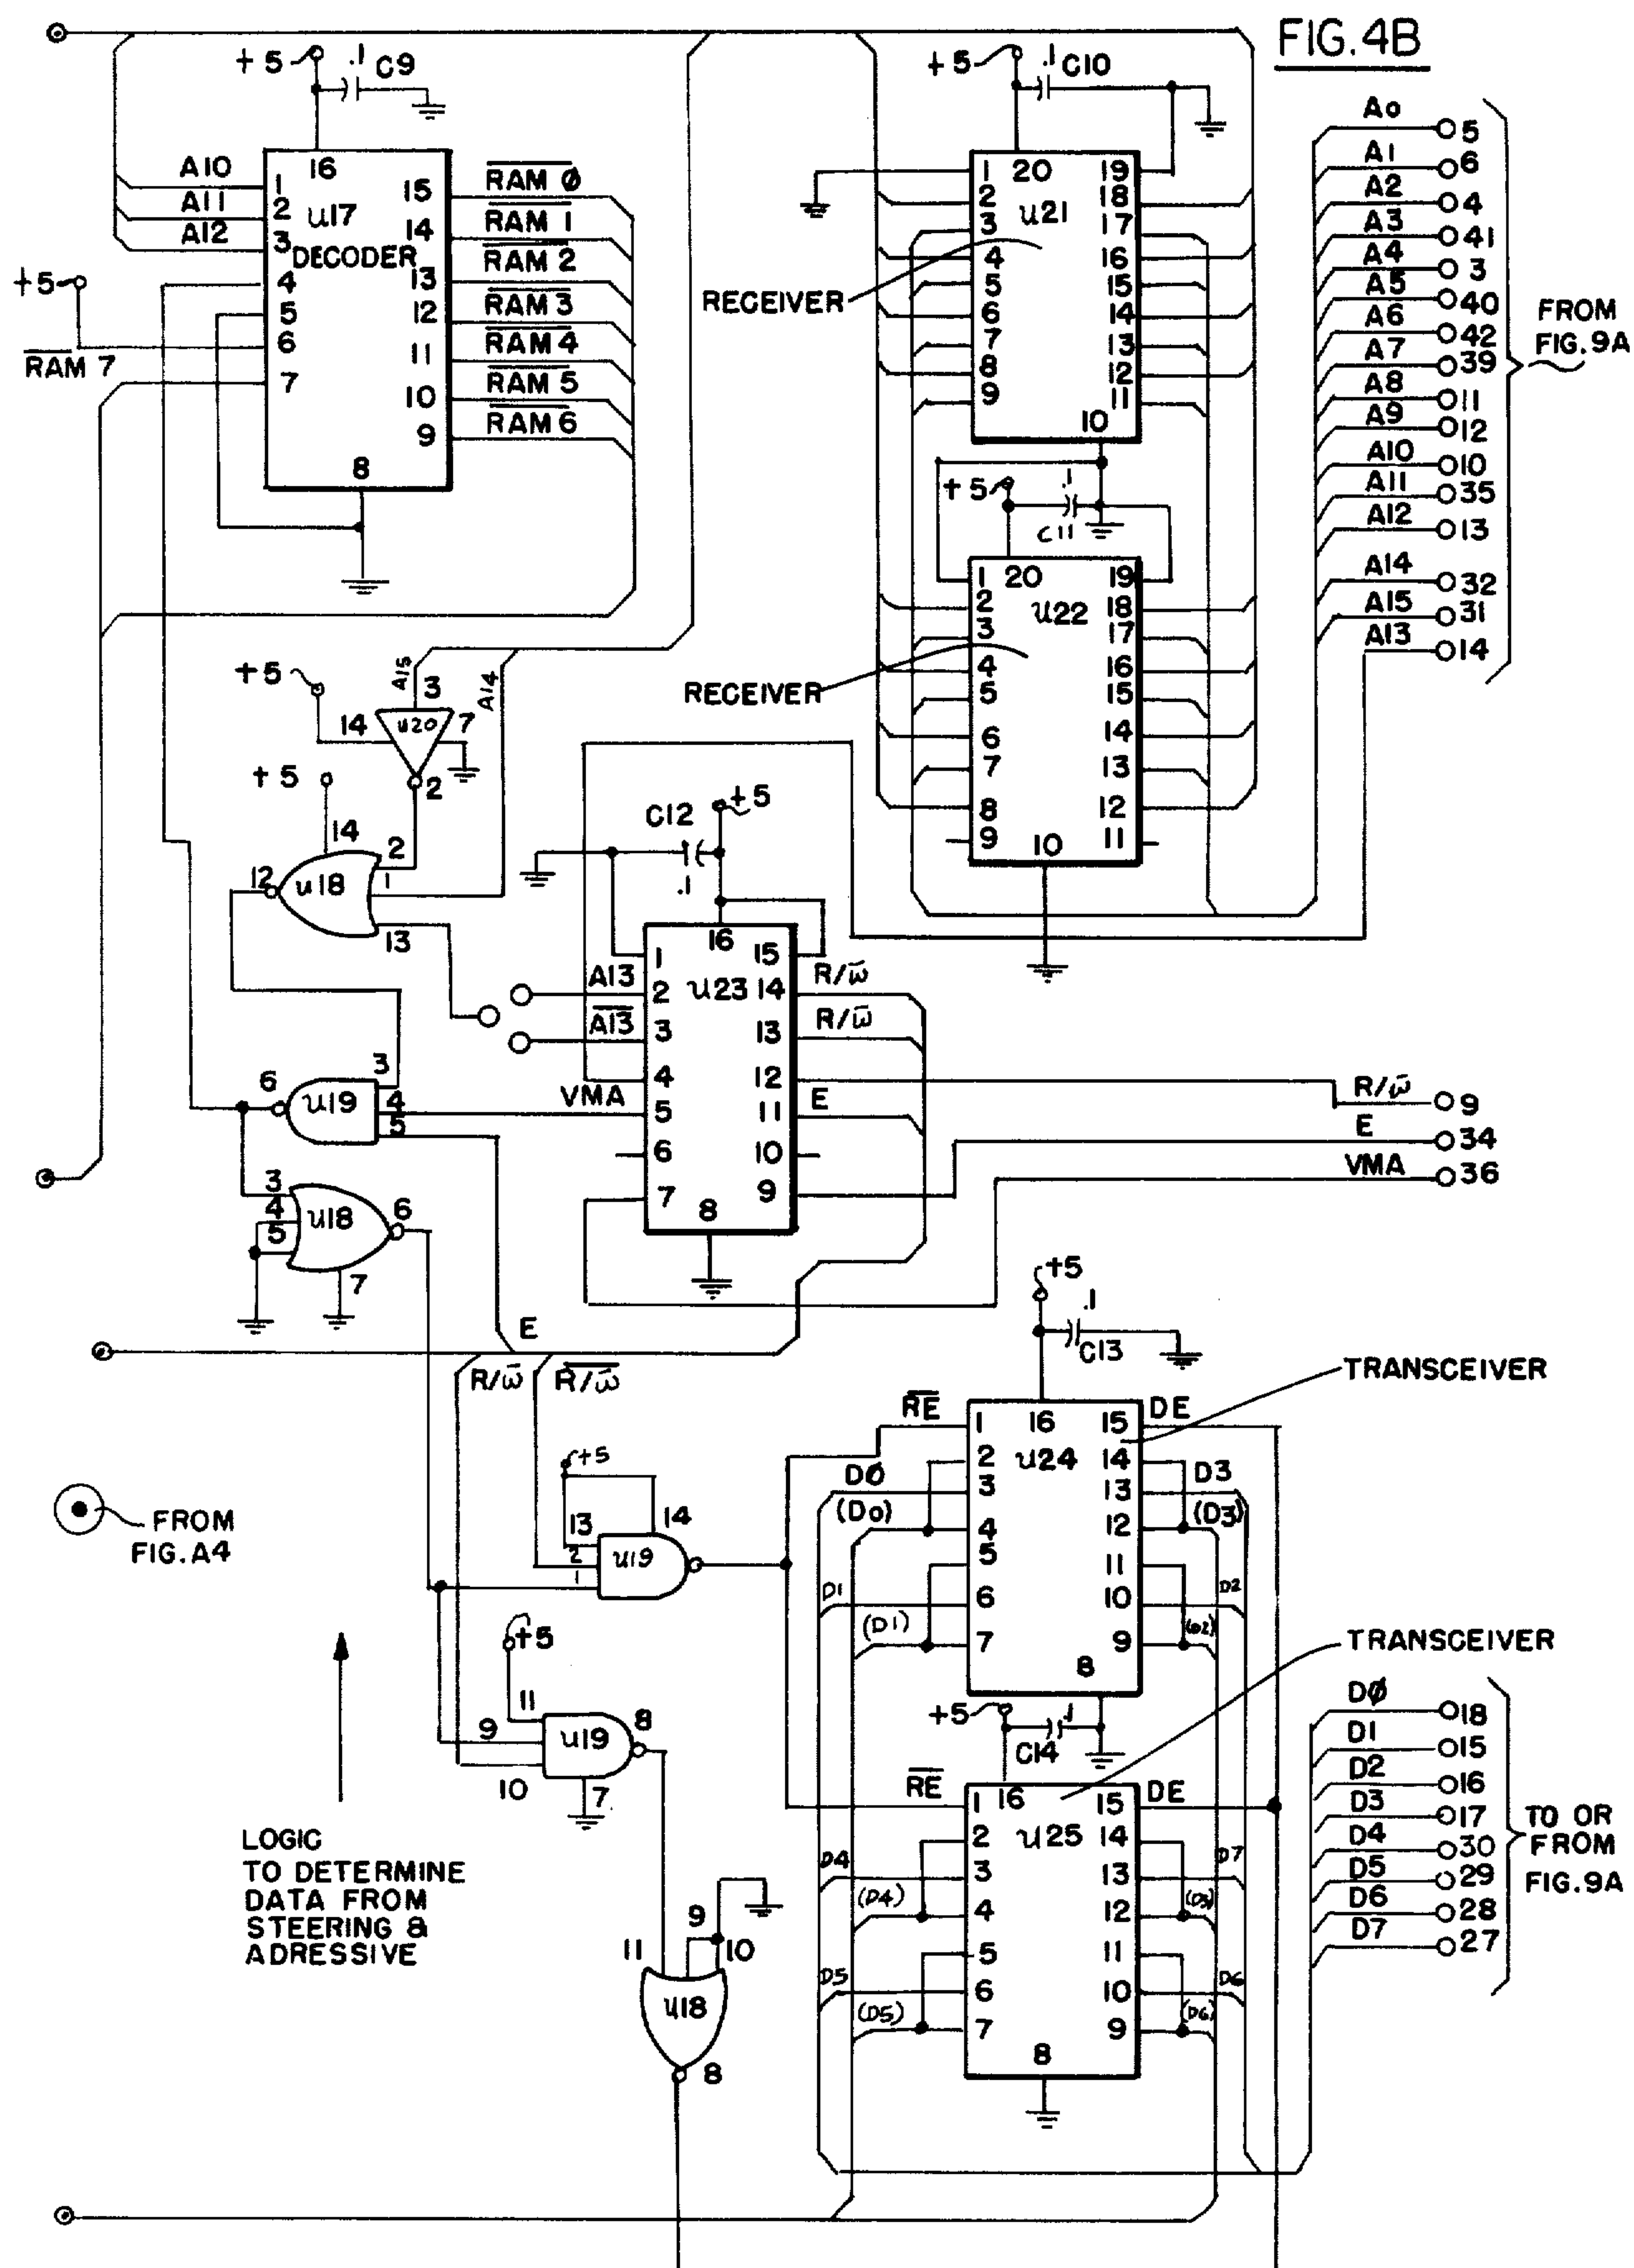 FIG.4B
+5
.1
C9
A10
A11
A12
1
2
3
4
5
6
7
16
u17
DECODER
8
15
14
13
12
11
10
9
RAM Ø
RAM 1
RAM 2
RAM 3
RAM 4
RAM 5
RAM 6
+5
RAM 7
+5
.1
C10
1
2
3
4
5
6
7
8
9
20
u21
10
19
18
17
16
15
14
13
12
11
RECEIVER
+5
.1
C11
1
2
3
4
5
6
7
8
9
20
u22
10
19
18
17
16
15
14
13
12
11
RECEIVER
A0 5
A1 6
A2 4
A3 41
A4 3
A5 40
A6 42
A7 39
A8 11
A9 12
A10 10
A11 35
A12 13
A14 32
A15 31
A13 14
FROM
FIG.9A
A15
A14
+5
3
14
u20
7
2
+5
14
2
12
u18
1
13
C12
+5
.1
A13
A13
VMA
1
2
3
4
5
6
7
16
u23
8
15
14
13
12
11
10
9
R/w
R/w
E
R/w 9
E 34
VMA 36
3
6
u19
4
5
3
4
5
u18
6
7
E
R/w
R/w
FROM
FIG.A4
+5
13
14
2
u19
1
+5
11
9
u19
8
10
7
LOGIC
TO DETERMINE
DATA FROM
STEERING &
ADRESSIVE
9
11
10
u18
8
+5
.1
C13
TRANSCEIVER
RE
DE
1
2
3
4
5
6
7
16
u24
8
15
14
13
12
11
10
9
DØ
(D0)
D1
(D1)
D3
(D3)
D2
(D2)
TRANSCEIVER
+5
.1
C14
RE
DE
1
2
3
4
5
6
7
16
u25
8
15
14
13
12
11
10
9
D4
(D4)
D5
(D5)
D7
D6
(D6)
DØ 18
D1 15
D2 16
D3 17
D4 30
D5 29
D6 28
D7 27
TO OR
FROM
FIG.9A